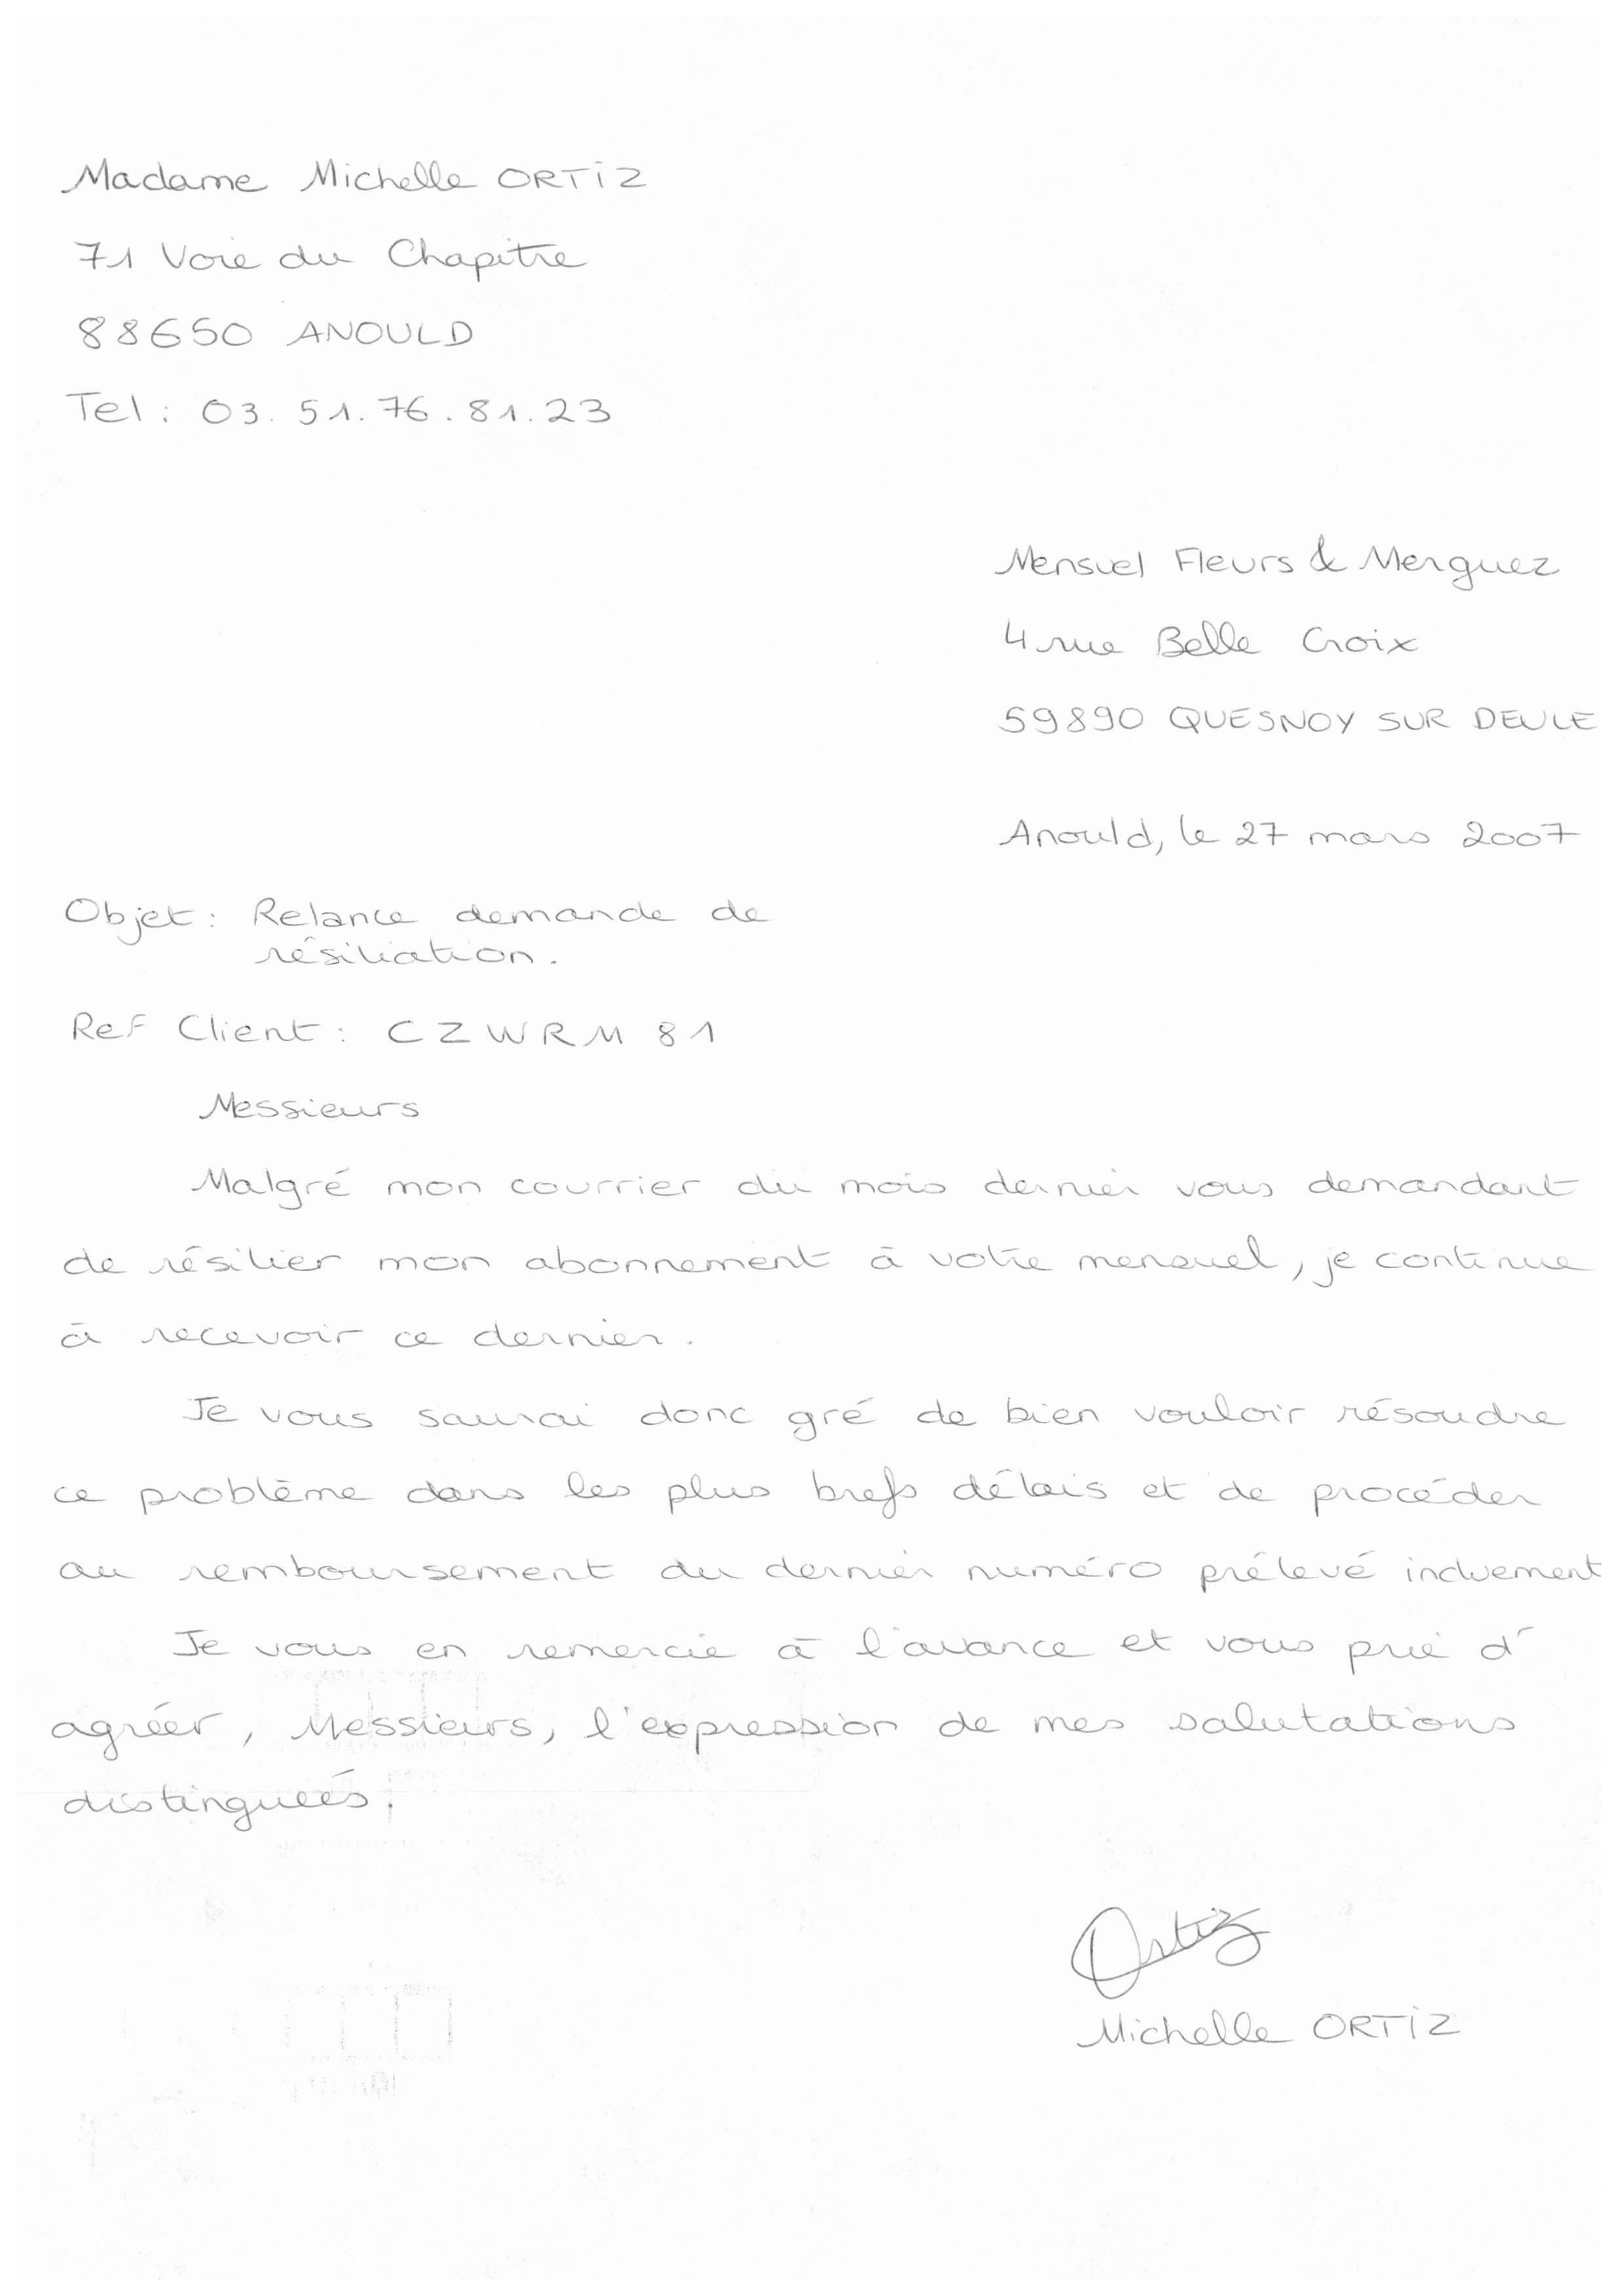 Madame Michelle ORTIZ
71 Voie du Chapitre
88650 ANOULD
Tel : 03.51.76.81.23
Mensuel Fleurs & Merguez
4 rue Belle Croix
59890 QUESNOY SUR DEULE
Anould, le 27 mars 2007
Objet : Relance demande de
résiliation.
Ref Client : CZWRM 81
Messieurs
Malgré mon courrier du mois dernier vous demandant
de résilier mon abonnement à votre mensuel, je continue
à recevoir ce dernier.
Je vous saurai donc gré de bien vouloir résoudre
ce problème dans les plus brefs délais et de procéder
au remboursement du dernier numéro prélevé indûement
Je vous en remercie à l'avance et vous prie d'
agréer, Messieurs, l'expression de mes salutations
distinguées.
Ortiz
Michelle ORTIZ